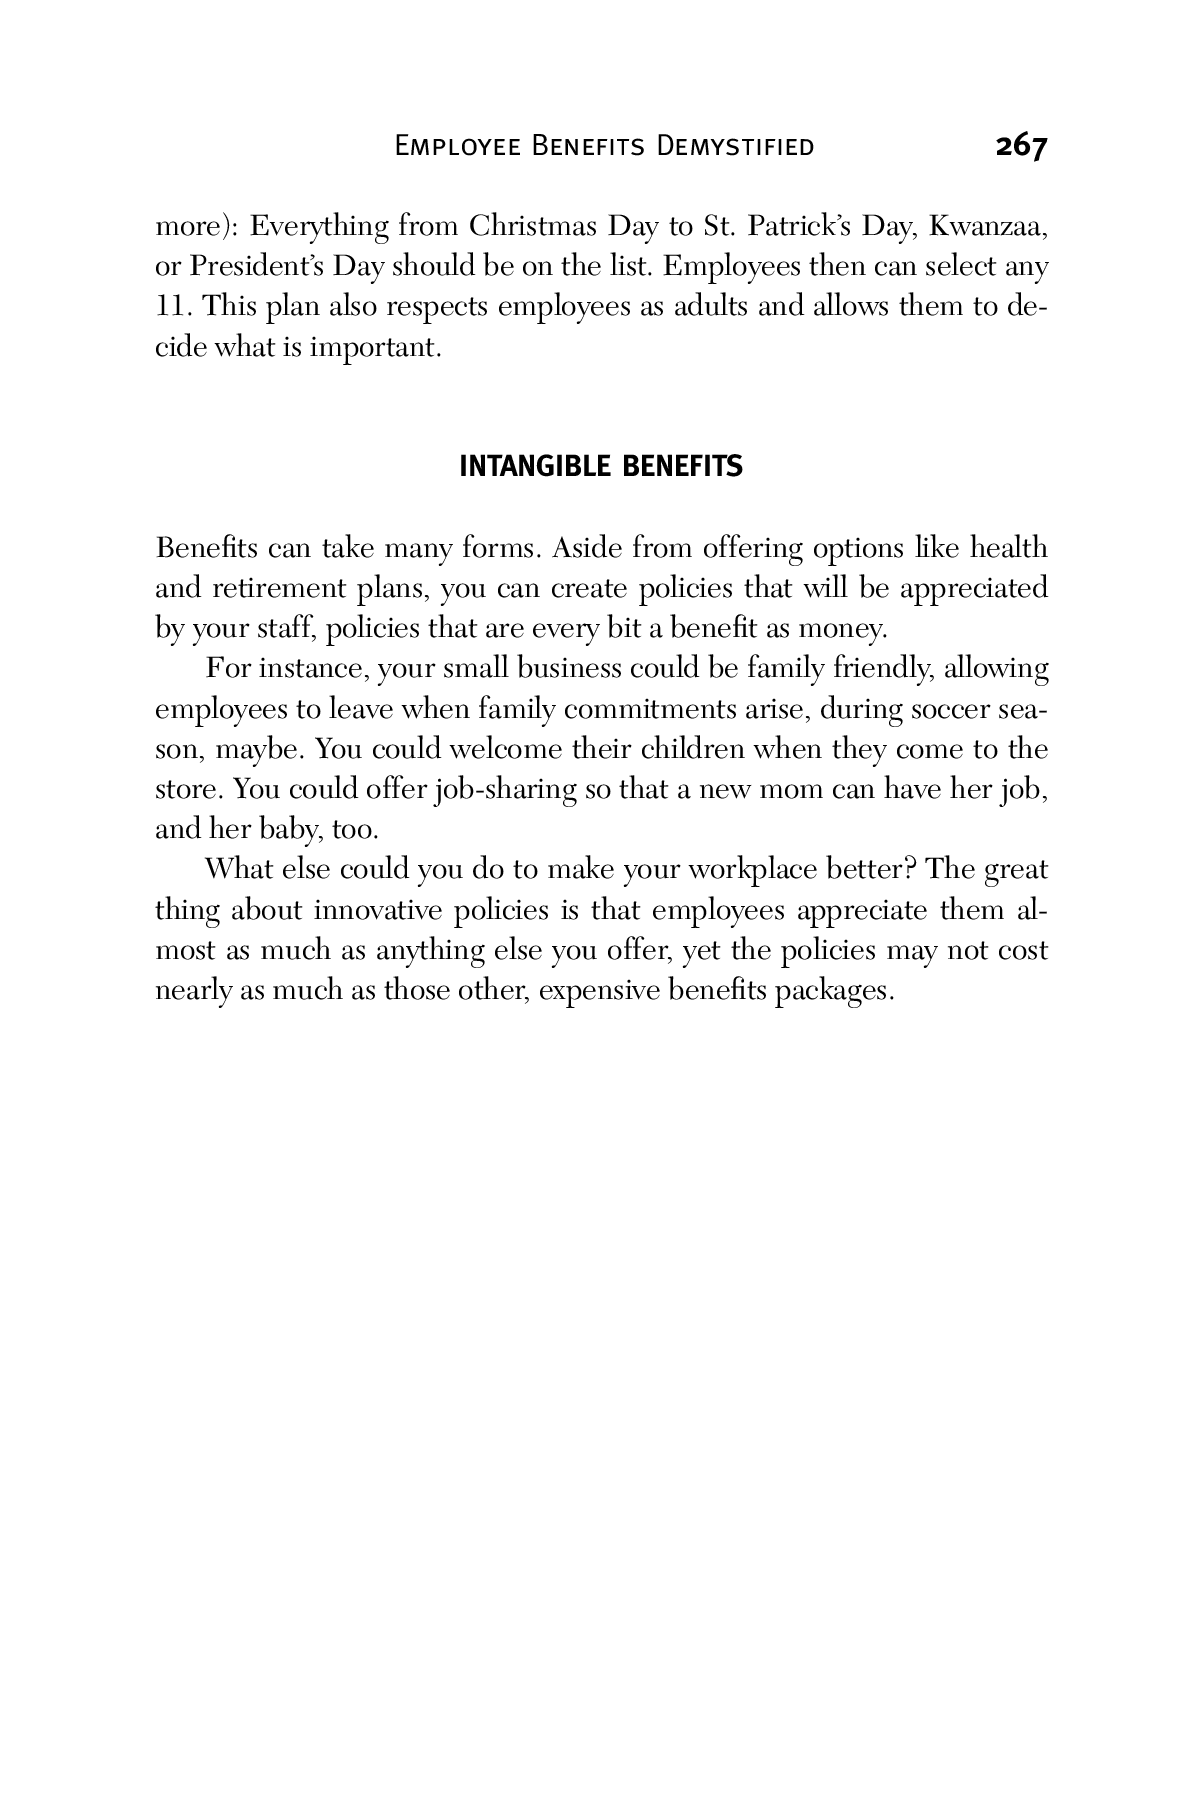 Employee Benefits Demystified 267
more): Everything from Christmas Day to St. Patrick’s Day, Kwanzaa,
or President’s Day should be on the list. Employees then can select any
11. This plan also respects employees as adults and allows them to de-
cide what is important.
INTANGIBLE BENEFITS
Benefits can take many forms. Aside from offering options like health
and retirement plans, you can create policies that will be appreciated
by your staff, policies that are every bit a benefit as money.
For instance, your small business could be family friendly, allowing
employees to leave when family commitments arise, during soccer sea-
son, maybe. You could welcome their children when they come to the
store. You could offer job-sharing so that a new mom can have her job,
and her baby, too.
What else could you do to make your workplace better? The great
thing about innovative policies is that employees appreciate them al-
most as much as anything else you offer, yet the policies may not cost
nearly as much as those other, expensive benefits packages.